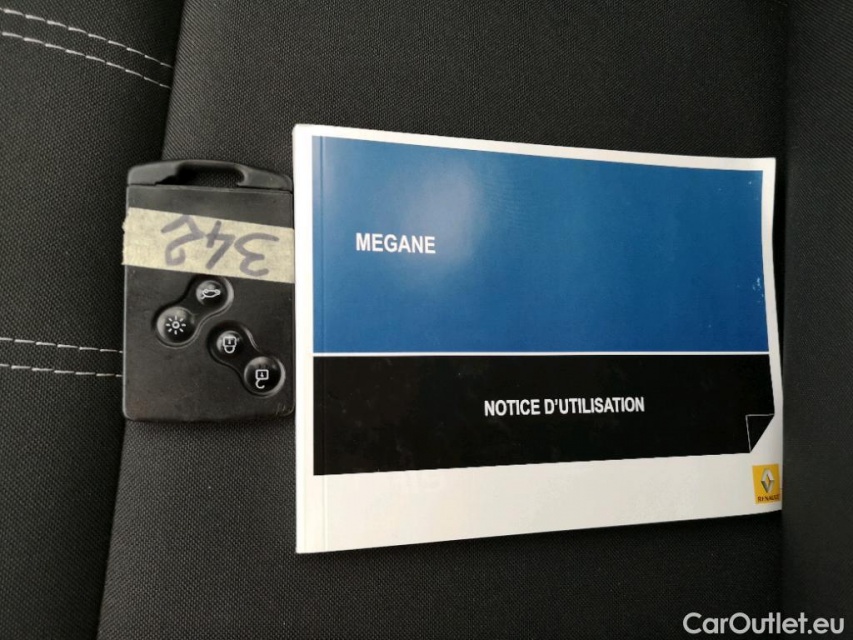 342
MEGANE
NOTICE D'UTILISATION
RENAULT
CarOutlet.eu